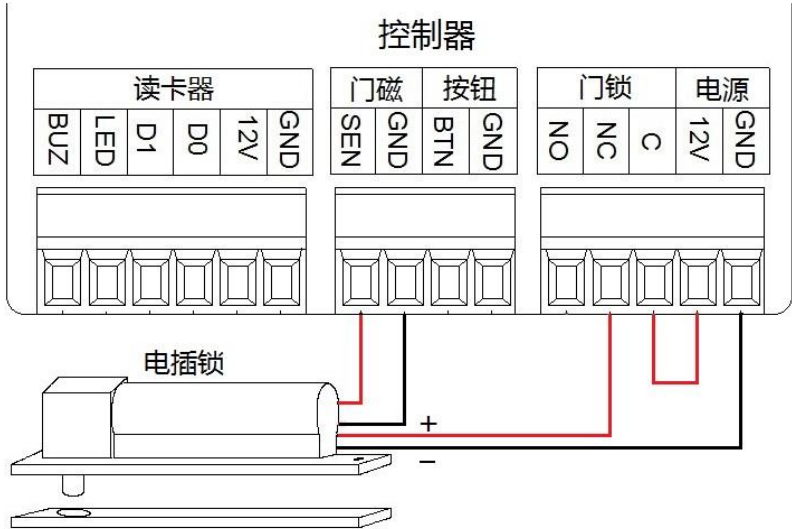 控制器
读卡器 门磁 按钮 门锁 电源
BUZ LED D1 D0 12V GND SEN GND BTN GND NO NC C 12V GND
电插锁
+
−